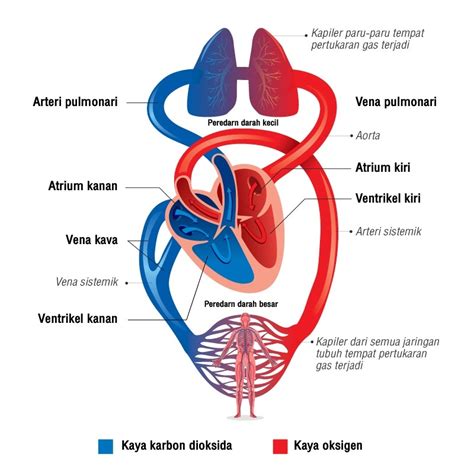 Kapiler paru-paru tempat
pertukaran gas terjadi
Arteri pulmonari
Vena pulmonari
Peredarn darah kecil
Aorta
Atrium kiri
Atrium kanan
Ventrikel kiri
Arteri sistemik
Vena kava
Vena sistemik
Peredarn darah besar
Ventrikel kanan
Kapiler dari semua jaringan
tubuh tempat pertukaran
gas terjadi
Kaya karbon dioksida
Kaya oksigen